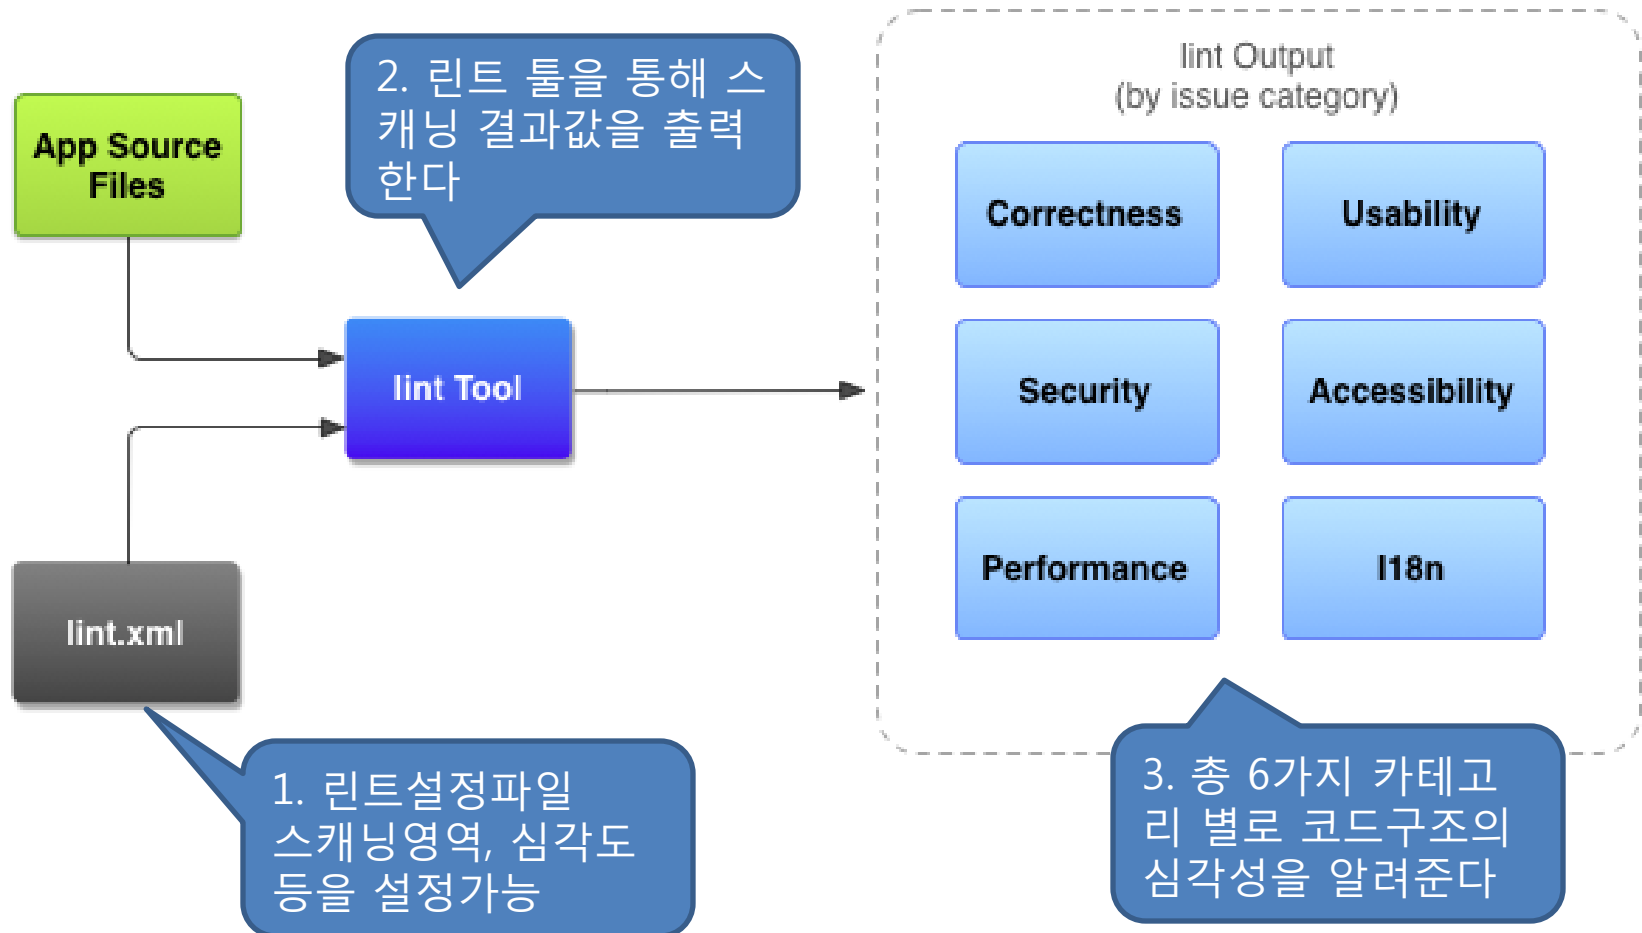 App Source
Files
2. 린트 툴을 통해 스
캐닝 결과값을 출력
한다
lint Tool
lint.xml
1. 린트설정파일
스캐닝영역, 심각도
등을 설정가능
lint Output
(by issue category)
Correctness
Usability
Security
Accessibility
Performance
I18n
3. 총 6가지 카테고
리 별로 코드구조의
심각성을 알려준다